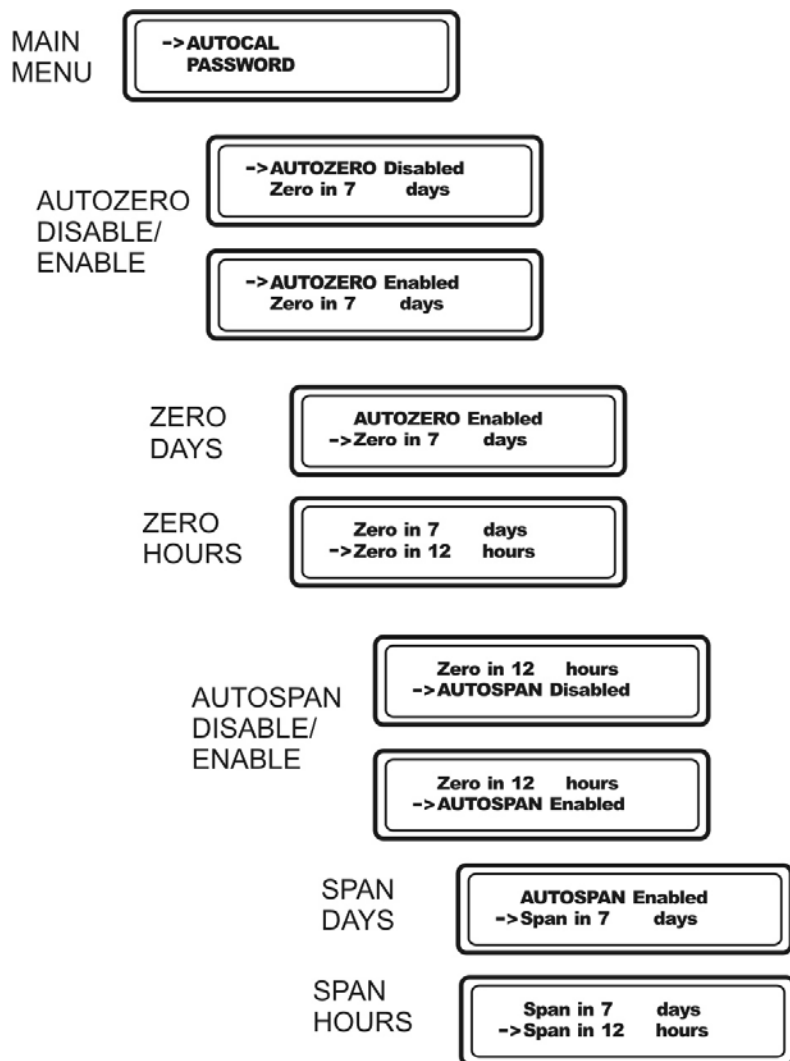 MAIN
MENU
->AUTOCAL
PASSWORD
AUTOZERO
DISABLE/
ENABLE
->AUTOZERO Disabled
Zero in 7 days
->AUTOZERO Enabled
Zero in 7 days
ZERO
DAYS
AUTOZERO Enabled
->Zero in 7 days
ZERO
HOURS
Zero in 7 days
->Zero in 12 hours
AUTOSPAN
DISABLE/
ENABLE
Zero in 12 hours
->AUTOSPAN Disabled
Zero in 12 hours
->AUTOSPAN Enabled
SPAN
DAYS
AUTOSPAN Enabled
->Span in 7 days
SPAN
HOURS
Span in 7 days
->Span in 12 hours